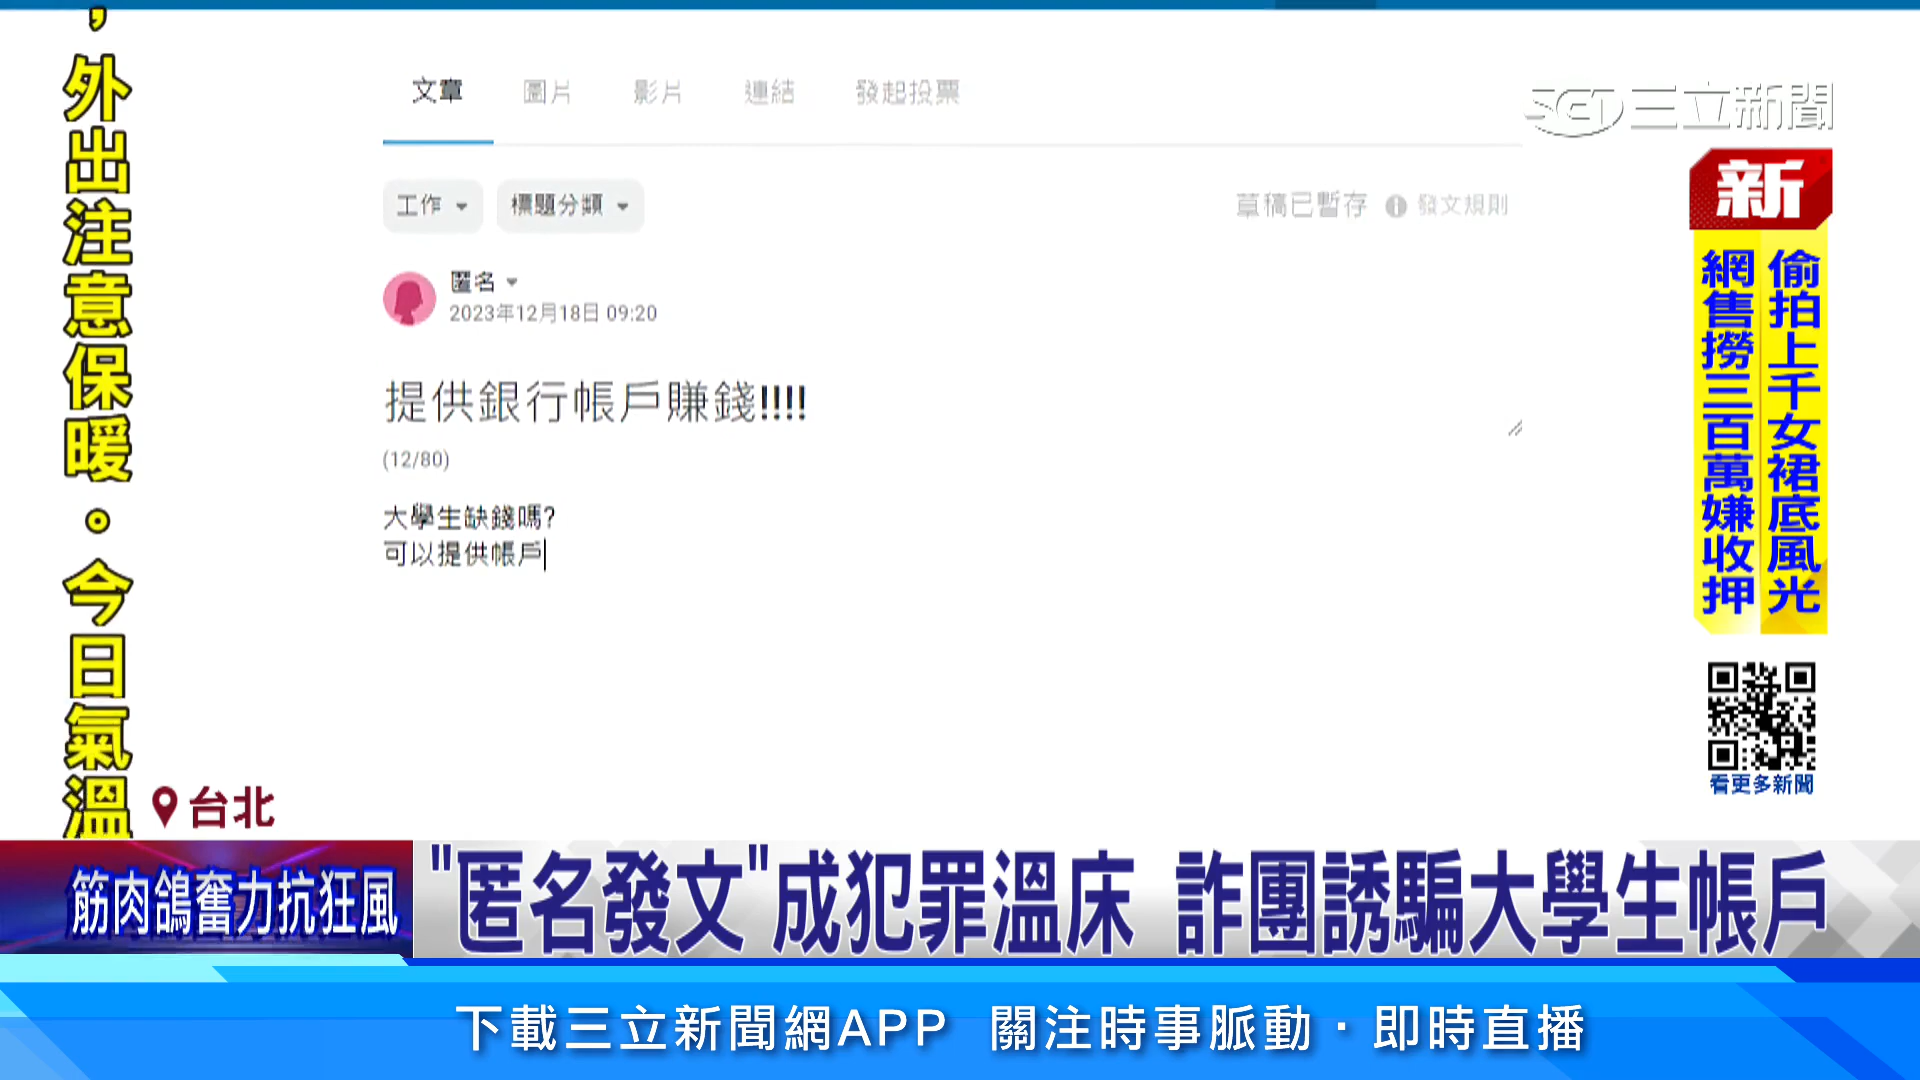 ，外出注意保暖。今日氣溫
文章 圖片 影片 連結 發起投票
SET三立新聞
工作 標題分類 草稿已暫存 發文規則
匿名
2023年12月18日 09:20
提供銀行帳戶賺錢!!!!
(12/80)
大學生缺錢嗎?
可以提供帳戶
新
偷拍上千女裙底風光
網售撈三百萬嫌收押
看更多新聞
台北
筋肉鴿奮力抗狂風
"匿名發文"成犯罪溫床 詐團誘騙大學生帳戶
下載三立新聞網APP 關注時事脈動·即時直播